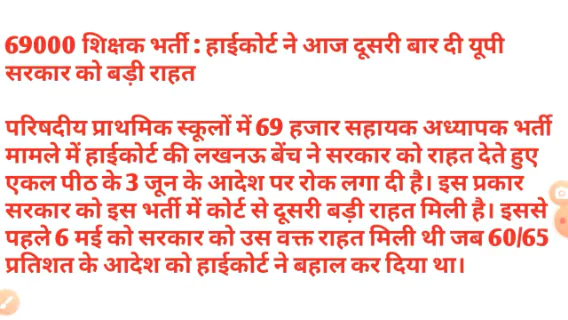 69000 शिक्षक भर्ती : हाईकोर्ट ने आज दूसरी बार दी यूपी
सरकार को बड़ी राहत
परिषदीय प्राथमिक स्कूलों में 69 हजार सहायक अध्यापक भर्ती
मामले में हाईकोर्ट की लखनऊ बेंच ने सरकार को राहत देते हुए
एकल पीठ के 3 जून के आदेश पर रोक लगा दी है। इस प्रकार
सरकार को इस भर्ती में कोर्ट से दूसरी बड़ी राहत मिली है। इससे
पहले 6 मई को सरकार को उस वक्त राहत मिली थी जब 60/65
प्रतिशत के आदेश को हाईकोर्ट ने बहाल कर दिया था।